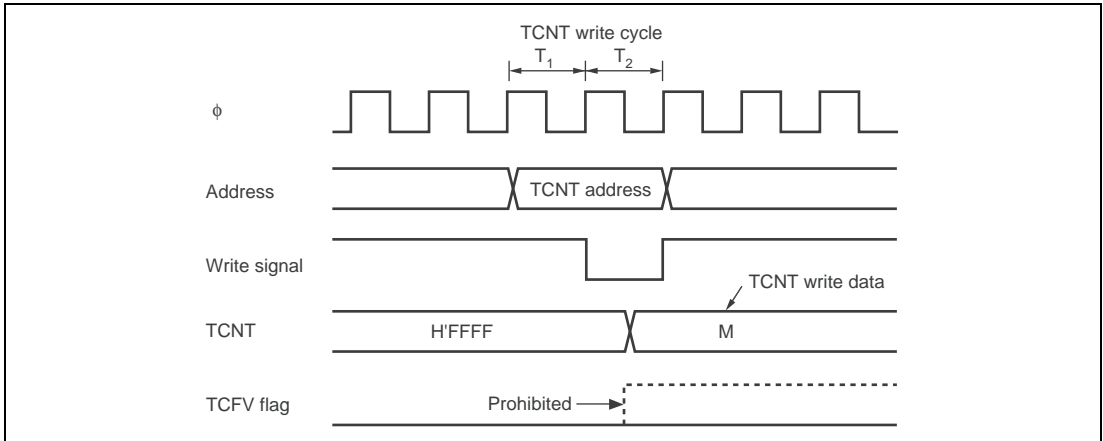 TCNT write cycle
T1 T2
ϕ
Address TCNT address
Write signal
TCNT write data
TCNT H'FFFF M
TCFV flag Prohibited